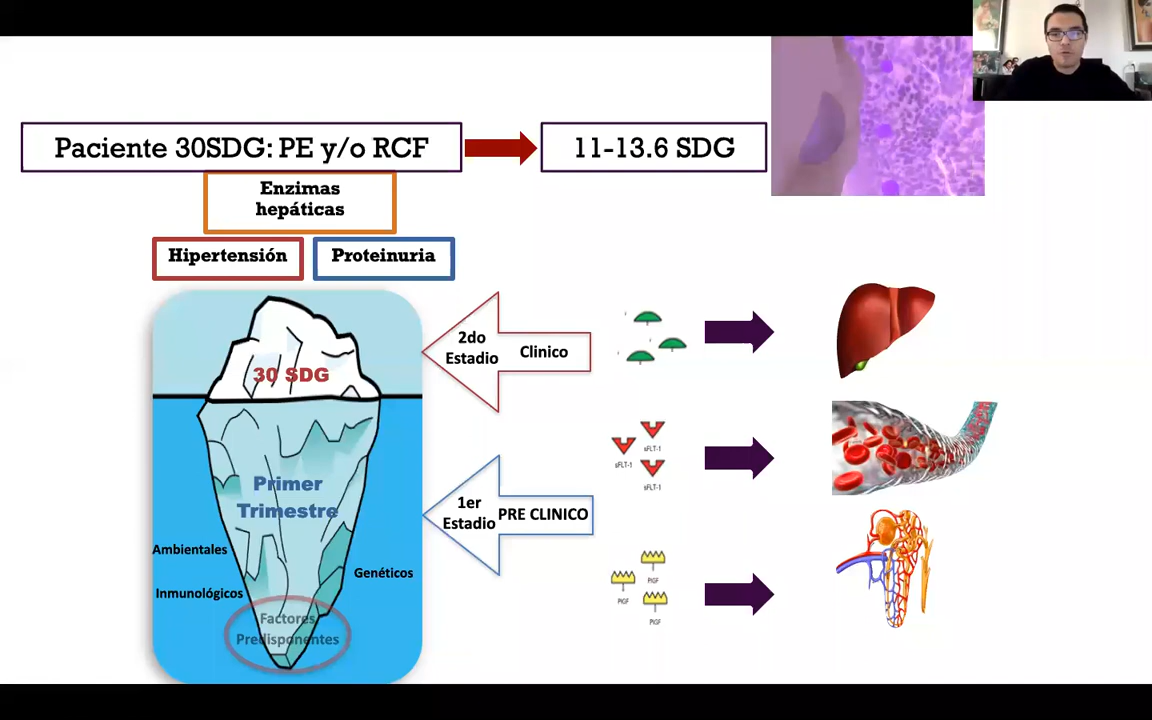 Paciente 30SDG: PE y/o RCF
11-13.6 SDG
Enzimas
hepáticas
Hipertensión
Proteinuria
30 SDG
2do
Estadio
Clinico
sFLT-1
sFLT-1
sFLT-1
Primer
Trimestre
1er
Estadio
PRE CLINICO
Ambientales
Genéticos
Inmunológicos
Factores
Predisponentes
PlGF
PlGF
PlGF